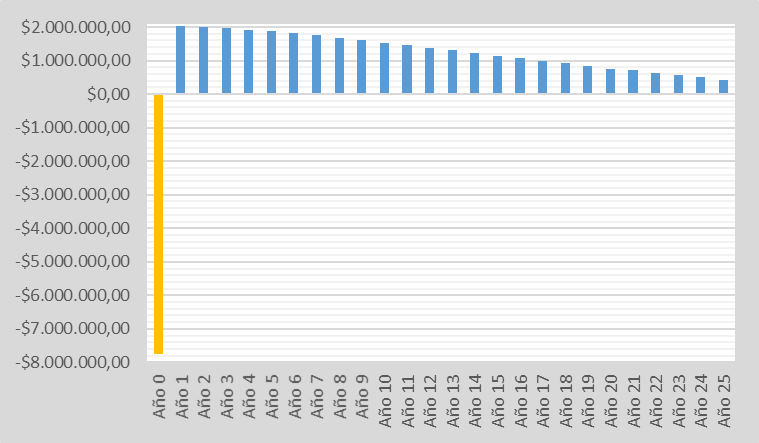 $2.000.000,00
$1.000.000,00
$0,00
-$1.000.000,00
-$2.000.000,00
-$3.000.000,00
-$4.000.000,00
-$5.000.000,00
-$6.000.000,00
-$7.000.000,00
-$8.000.000,00
Año 0
Año 1
Año 2
Año 3
Año 4
Año 5
Año 6
Año 7
Año 8
Año 9
Año 10
Año 11
Año 12
Año 13
Año 14
Año 15
Año 16
Año 17
Año 18
Año 19
Año 20
Año 21
Año 22
Año 23
Año 24
Año 25